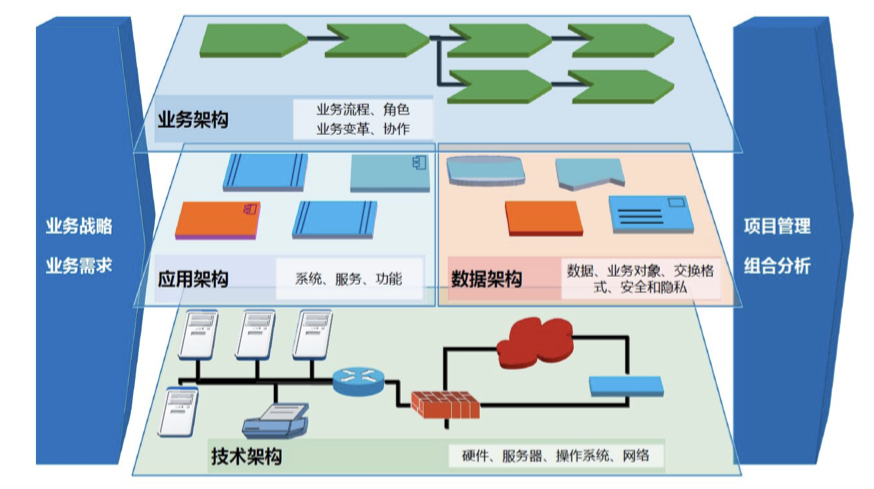 业务架构
业务流程、角色
业务变革、协作
业务战略
业务需求
项目管理
组合分析
应用架构
系统、服务、功能
数据架构
数据、业务对象、交换格
式、安全和隐私
技术架构
硬件、服务器、操作系统、网络